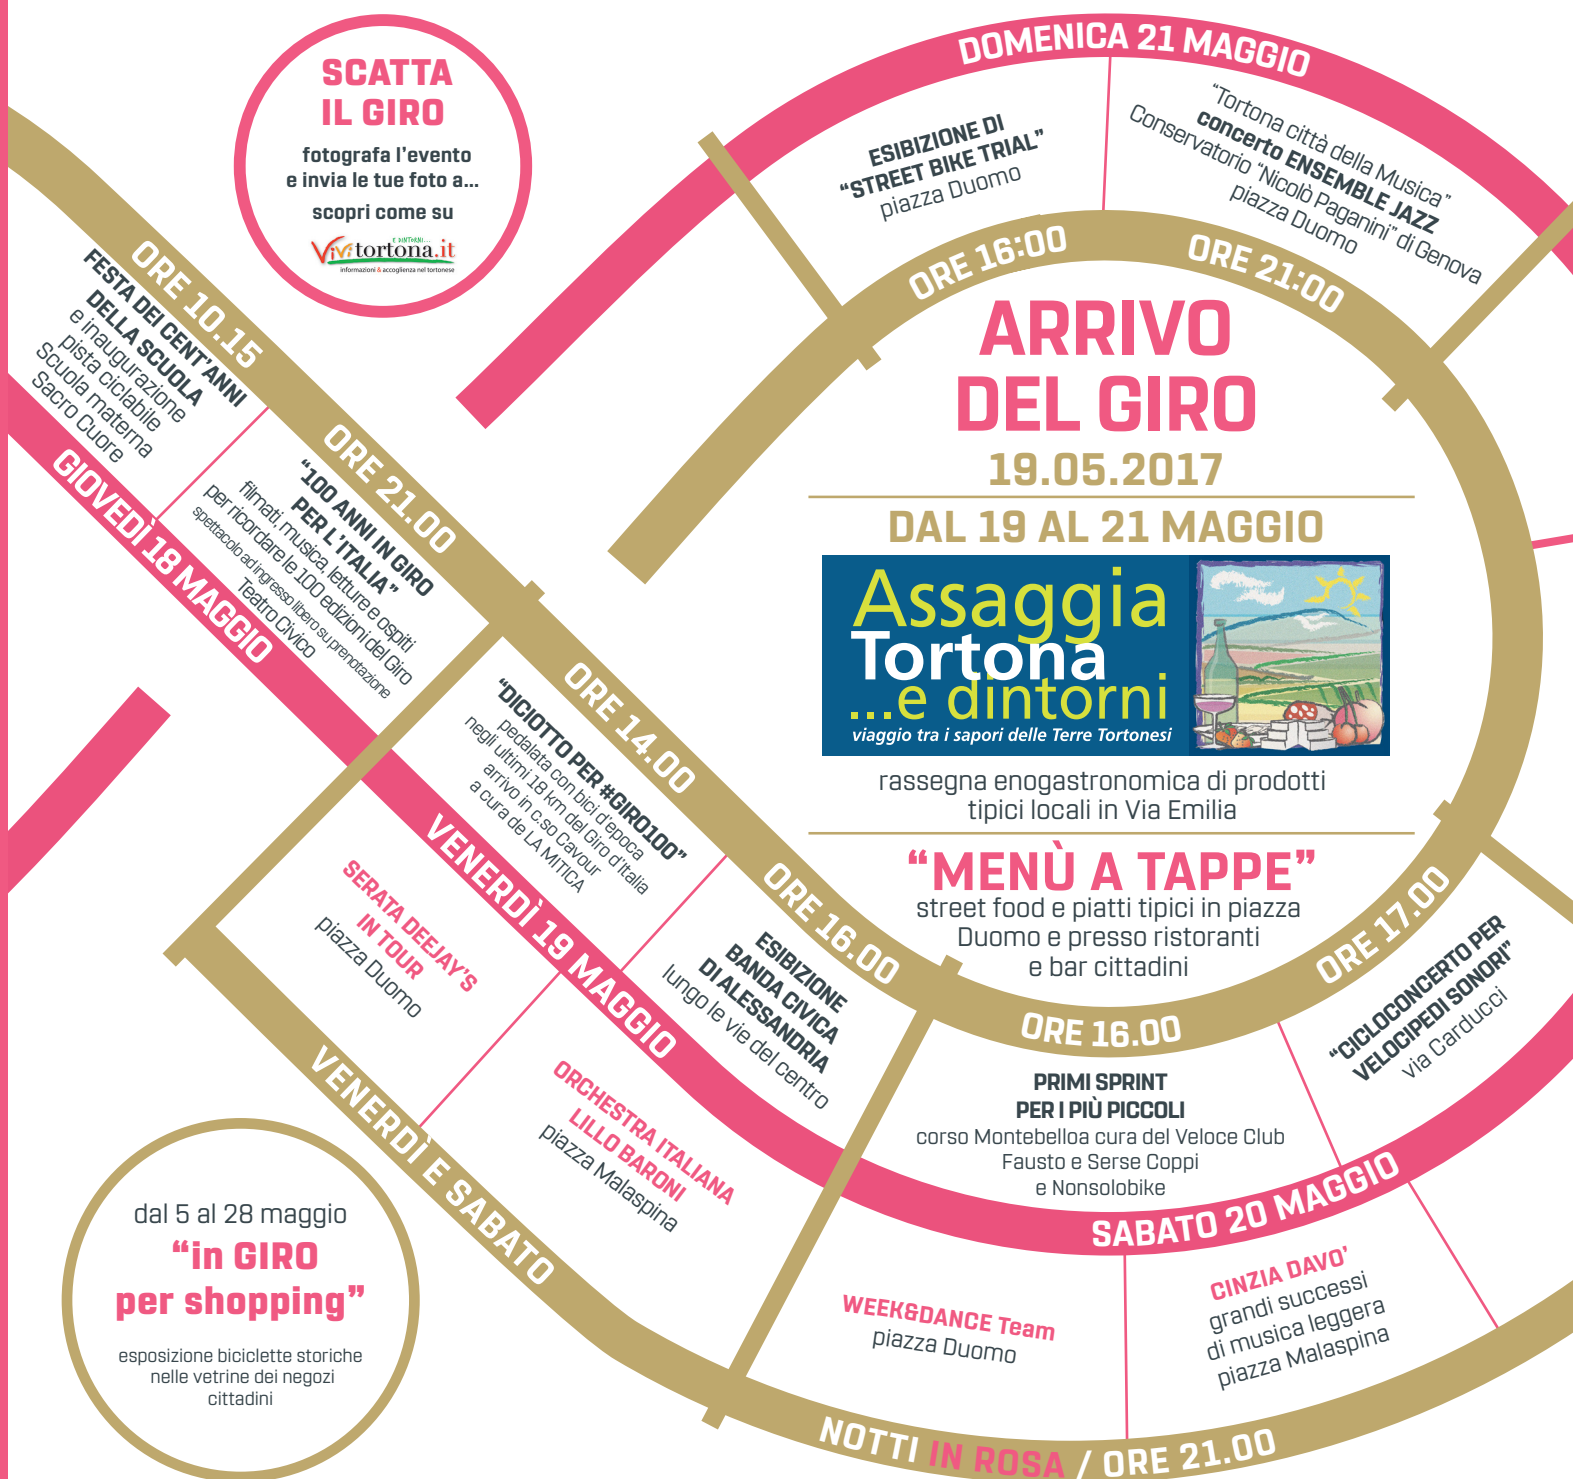 SCATTA
IL GIRO
fotografa l'evento
e invia le tue foto a...
scopri come su
E DINTORNI...
Vivitortona.it
informazioni & accoglienza nel tortonese
GIOVEDÌ 18 MAGGIO
ORE 10.15
FESTA DEI CENT'ANNI
DELLA SCUOLA
e inaugurazione
pista ciclabile
Scuola materna
Sacro Cuore
ORE 21.00
"100 ANNI IN GIRO
PER L'ITALIA"
filmati, musica, letture e ospiti
per ricordare le 100 edizioni del Giro
spettacolo ad ingresso libero su prenotazione
Teatro Civico
VENERDÌ 19 MAGGIO
ORE 14.00
"DICIOTTO PER #GIRO100"
pedalata con bici d'epoca
negli ultimi 18 km del Giro d'Italia
arrivo in c.so Cavour
a cura de LA MITICA
ORE 16.00
ESIBIZIONE
BANDA CIVICA
DI ALESSANDRIA
lungo le vie del centro
SERATA DEEJAY'S
IN TOUR
piazza Duomo
ORCHESTRA ITALIANA
LILLO BARONI
piazza Malaspina
VENERDÌ E SABATO
NOTTI IN ROSA / ORE 21.00
SABATO 20 MAGGIO
ORE 16.00
PRIMI SPRINT
PER I PIÙ PICCOLI
corso Montebelloa cura del Veloce Club
Fausto e Serse Coppi
e Nonsolobike
ORE 17.00
"CICLOCONCERTO PER
VELOCIPEDI SONORI"
via Carducci
WEEK&DANCE Team
piazza Duomo
CINZIA DAVO'
grandi successi
di musica leggera
piazza Malaspina
DOMENICA 21 MAGGIO
ORE 16:00
ESIBIZIONE DI
"STREET BIKE TRIAL"
piazza Duomo
ORE 21:00
"Tortona città della Musica"
concerto ENSEMBLE JAZZ
Conservatorio "Nicolò Paganini" di Genova
piazza Duomo
ARRIVO
DEL GIRO
19.05.2017
DAL 19 AL 21 MAGGIO
Assaggia
Tortona
...e dintorni
viaggio tra i sapori delle Terre Tortonesi
rassegna enogastronomica di prodotti
tipici locali in Via Emilia
"MENÙ A TAPPE"
street food e piatti tipici in piazza
Duomo e presso ristoranti
e bar cittadini
dal 5 al 28 maggio
"in GIRO
per shopping"
esposizione biciclette storiche
nelle vetrine dei negozi
cittadini